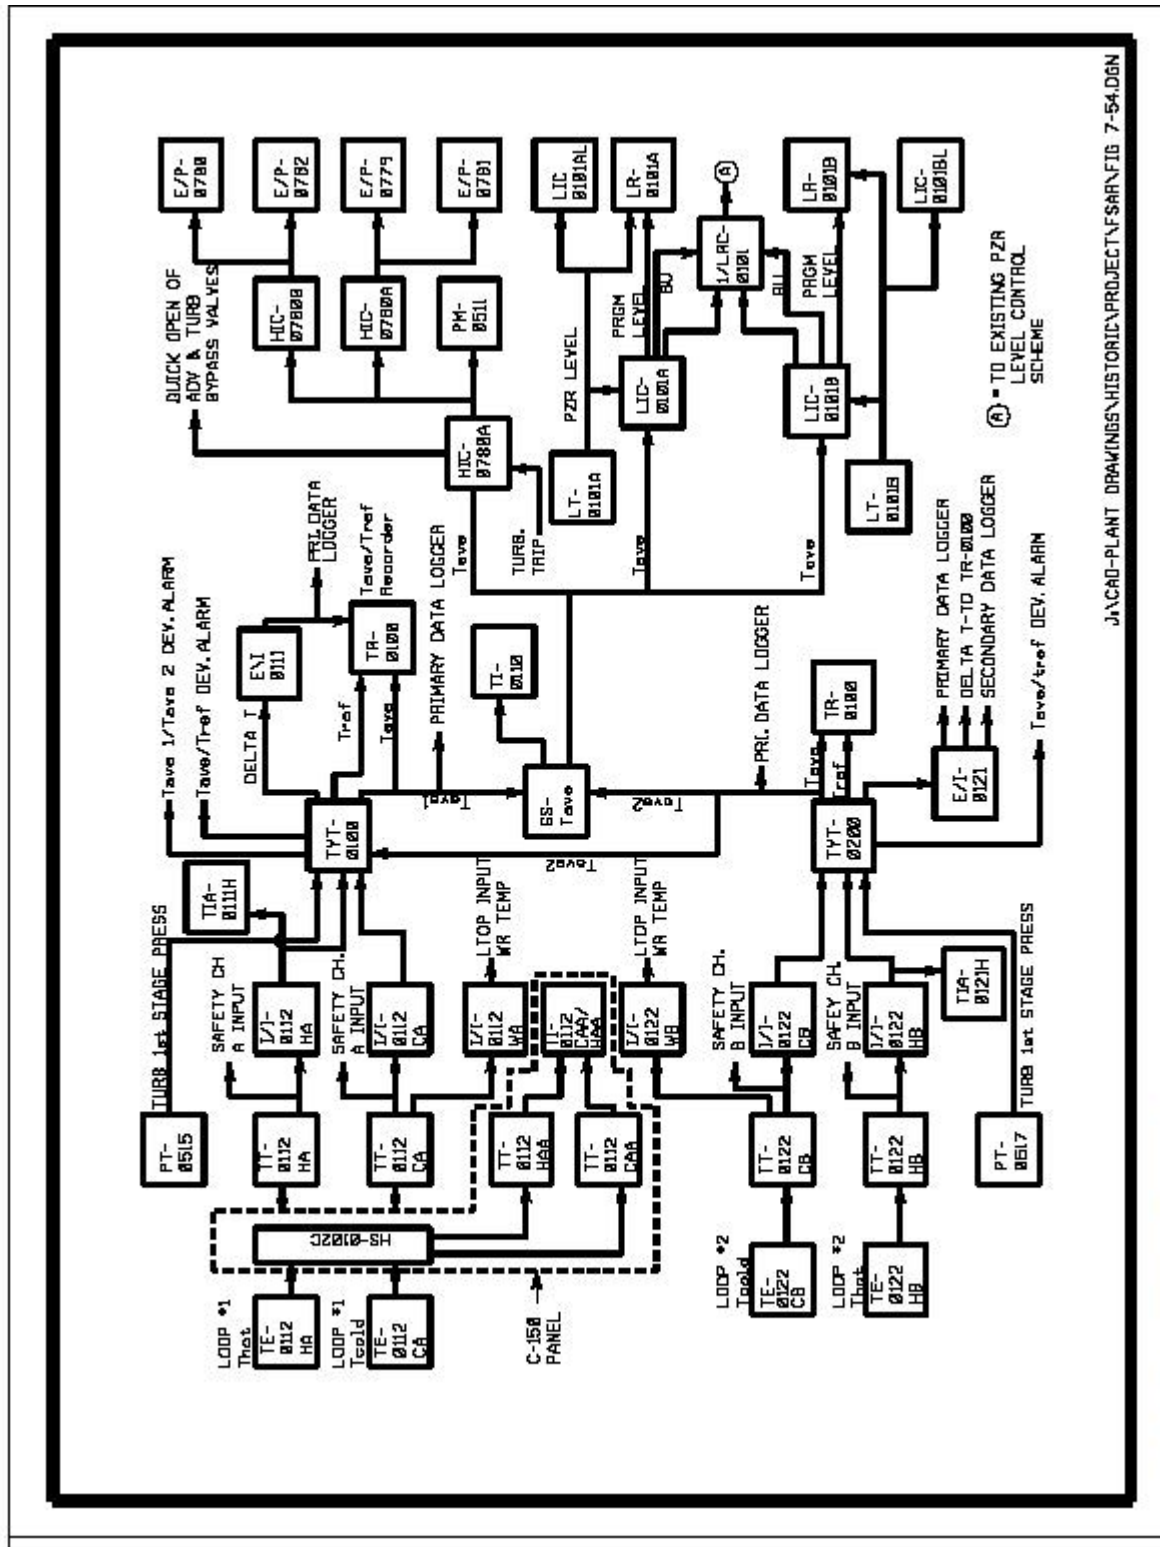 QUICK OPEN OF
ADV & TURB
BYPASS VALVES
E/P-
0780
E/P-
0782
E/P-
0779
E/P-
0781
LIC
0101AL
LR-
0101A
1/LRC-
0101
A
LR-
0101B
LIC-
0101BL
HIC-
0780B
HIC-
0780A
PM-
0511
PZR LEVEL
PRGM
LEVEL
BU
BU
PRGM
LEVEL
LIC-
0101A
LIC-
0101B
A = TO EXISTING PZR
LEVEL CONTROL
SCHEME
HIC-
0780A
LT-
0101A
LT-
0101B
TURB.
TRIP
Tave
Tave
Tave
Tave 1/Tave 2 DEV.ALARM
Tave/Tref DEV.ALARM
PRI.DATA
LOGGER
E\I
0111
DELTA T
Tave/Tref
Recorder
TR-
0100
Tref
Tave
PRIMARY DATA LOGGER
TI-
0110
PRI.DATA LOGGER
TR-
0100
Tave
Tref
PRIMARY DATA LOGGER
DELTA T-TO TR-0100
SECONDARY DATA LOGGER
E/I-
0121
Tave/tref DEV.ALARM
TYT-
0100
Tave1
SS-
Tave
Tave2
Tave2
TYT-
0200
TIA-
0111H
TURB 1st STAGE PRESS
SAFETY CH.
A INPUT
I/I-
0112
HA
SAFETY CH.
A INPUT
I/I-
0112
CA
LTOP INPUT
WR TEMP
I/I-
0112
WA
TI-
0112
CAA/
HAA
LTOP INPUT
WR TEMP
I/I-
0122
WB
SAFETY CH.
B INPUT
I/I-
0122
CB
SAFEY CH.
B INPUT
I/I-
0122
HB
TIA-
0121H
TURB 1st STAGE PRESS
PT-
0515
TT-
0112
HA
TT-
0112
CA
TT-
0112
HAA
TT-
0112
CAA
TT-
0122
CB
TT-
0122
HB
PT-
0517
HS-0102C
LOOP #1
Thot
TE-
0112
HA
LOOP #1
Tcold
TE-
0112
CA
C-150
PANEL
LOOP #2
Tcold
TE-
0122
CB
LOOP #2
Thot
TE-
0122
HB
J:\CAD-PLANT DRAWINGS\HISTORIC\PROJECT\FSAR\FIG 7-54.DGN